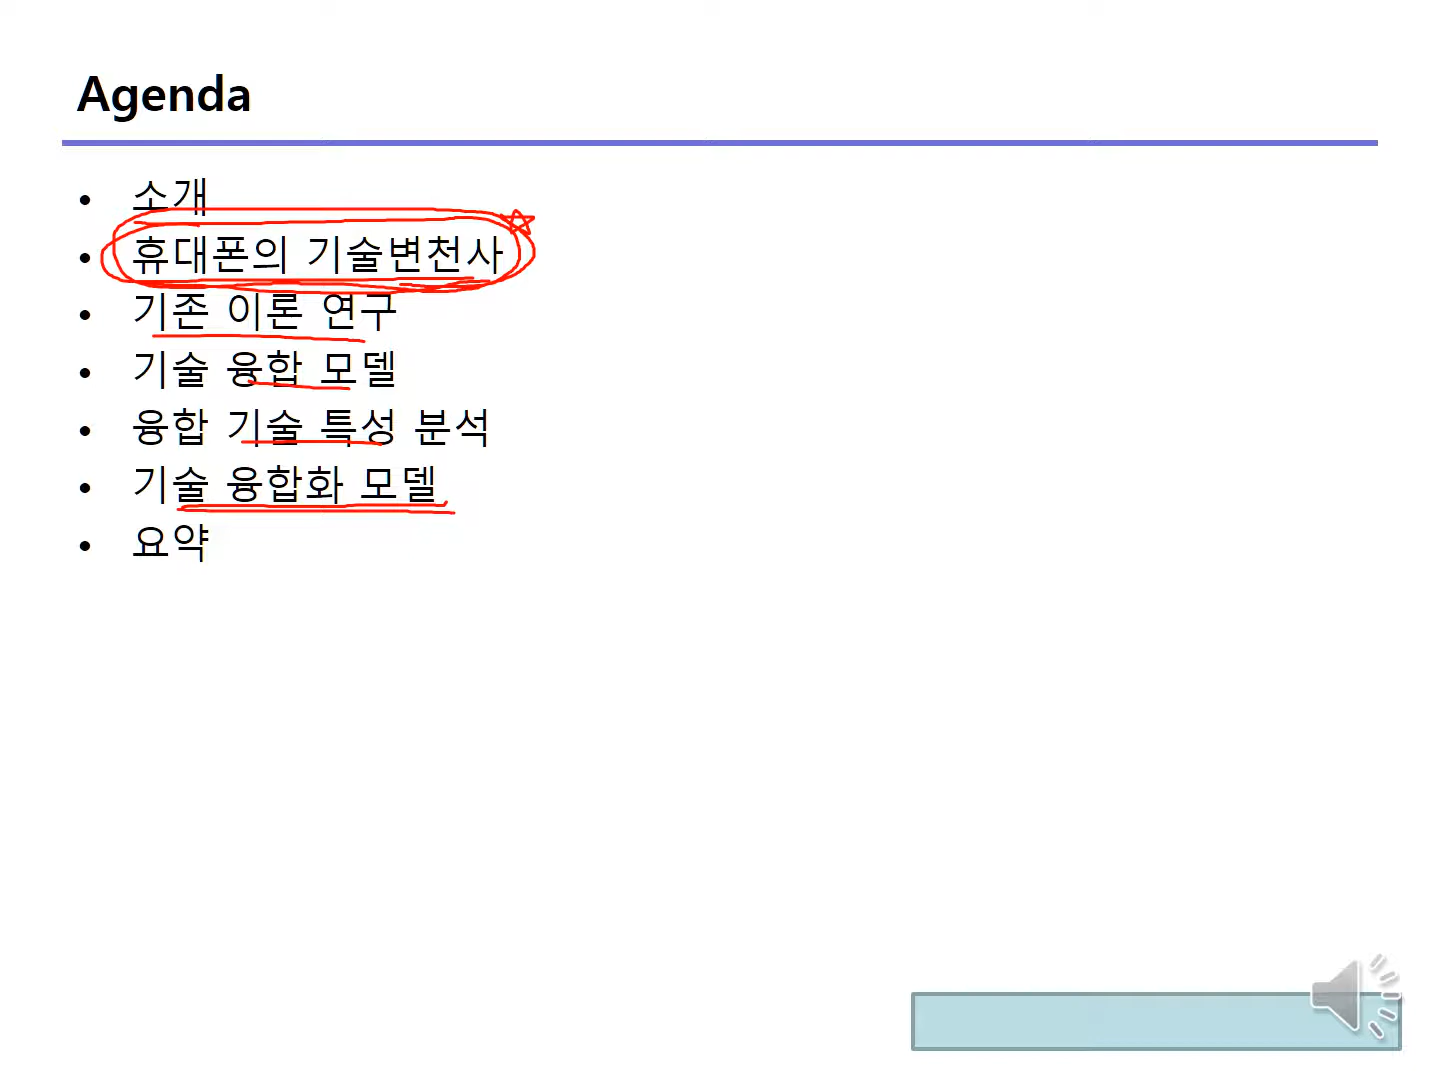 Agenda
• 소개
• 휴대폰의 기술변천사
• 기존 이론 연구
• 기술 융합 모델
• 융합 기술 특성 분석
• 기술 융합화 모델
• 요약